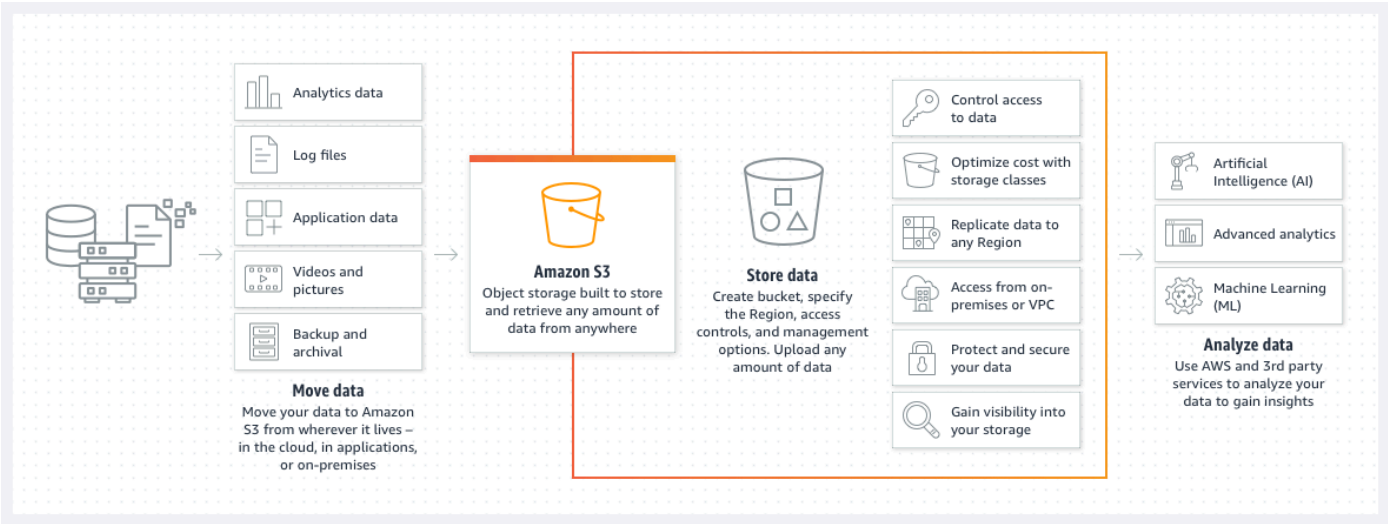 Analytics data
Log files
Application data
Videos and
pictures
Backup and
archival
Move data
Move your data to Amazon
S3 from wherever it lives –
in the cloud, in applications,
or on-premises
Amazon S3
Object storage built to store
and retrieve any amount of
data from anywhere
Store data
Create bucket, specify
the Region, access
controls, and management
options. Upload any
amount of data
Control access
to data
Optimize cost with
storage classes
Replicate data to
any Region
Access from on-
premises or VPC
Protect and secure
your data
Gain visibility into
your storage
Artificial
Intelligence (AI)
Advanced analytics
Machine Learning
(ML)
Analyze data
Use AWS and 3rd party
services to analyze your
data to gain insights